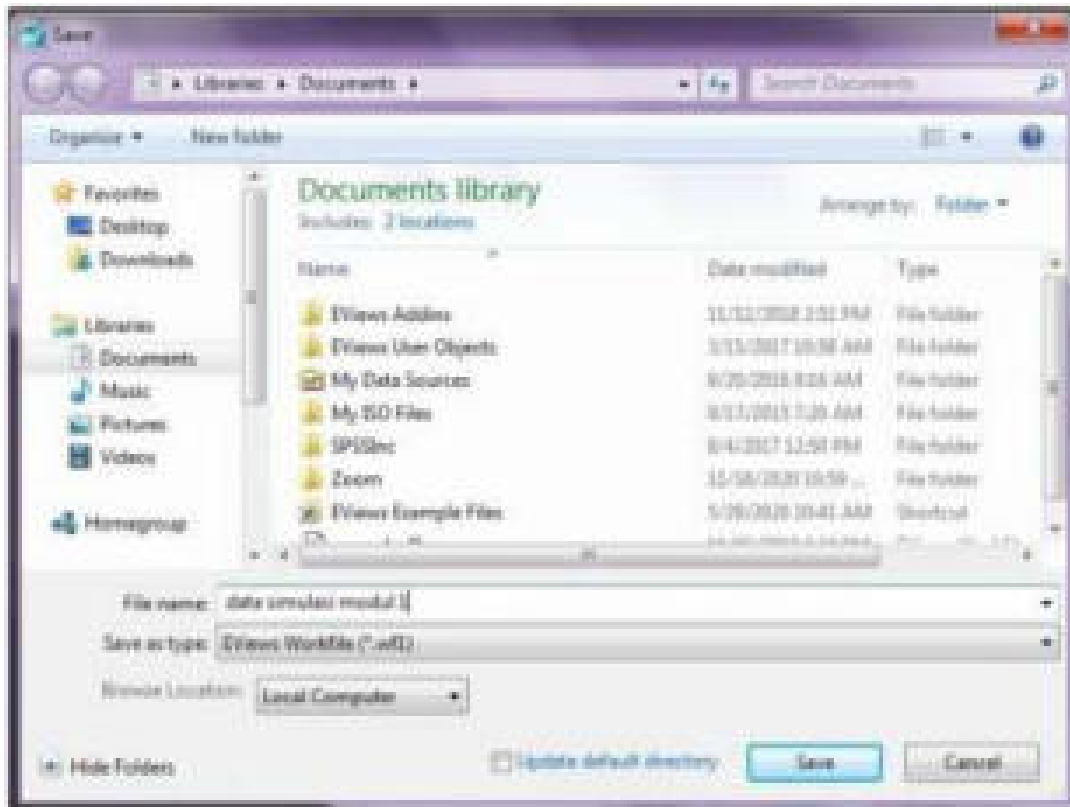 Save
Libraries ▸ Documents ▸
Search Documents
Organize New folder
Favorites
Desktop
Downloads
Libraries
Documents
Music
Pictures
Videos
Homegroup
Documents library
Includes: 2 locations
Arrange by: Folder
Name Date modified Type
EViews Addins File folder
EViews User Objects File folder
My Data Sources File folder
My ISO Files File folder
SPSSInc File folder
Zoom File folder
EViews Example Files Shortcut
File name: data simulasi modul 1
Save as type: EViews Workfile (*.wf1)
Browse Location: Local Computer
Hide Folders
Update default directory
Save
Cancel